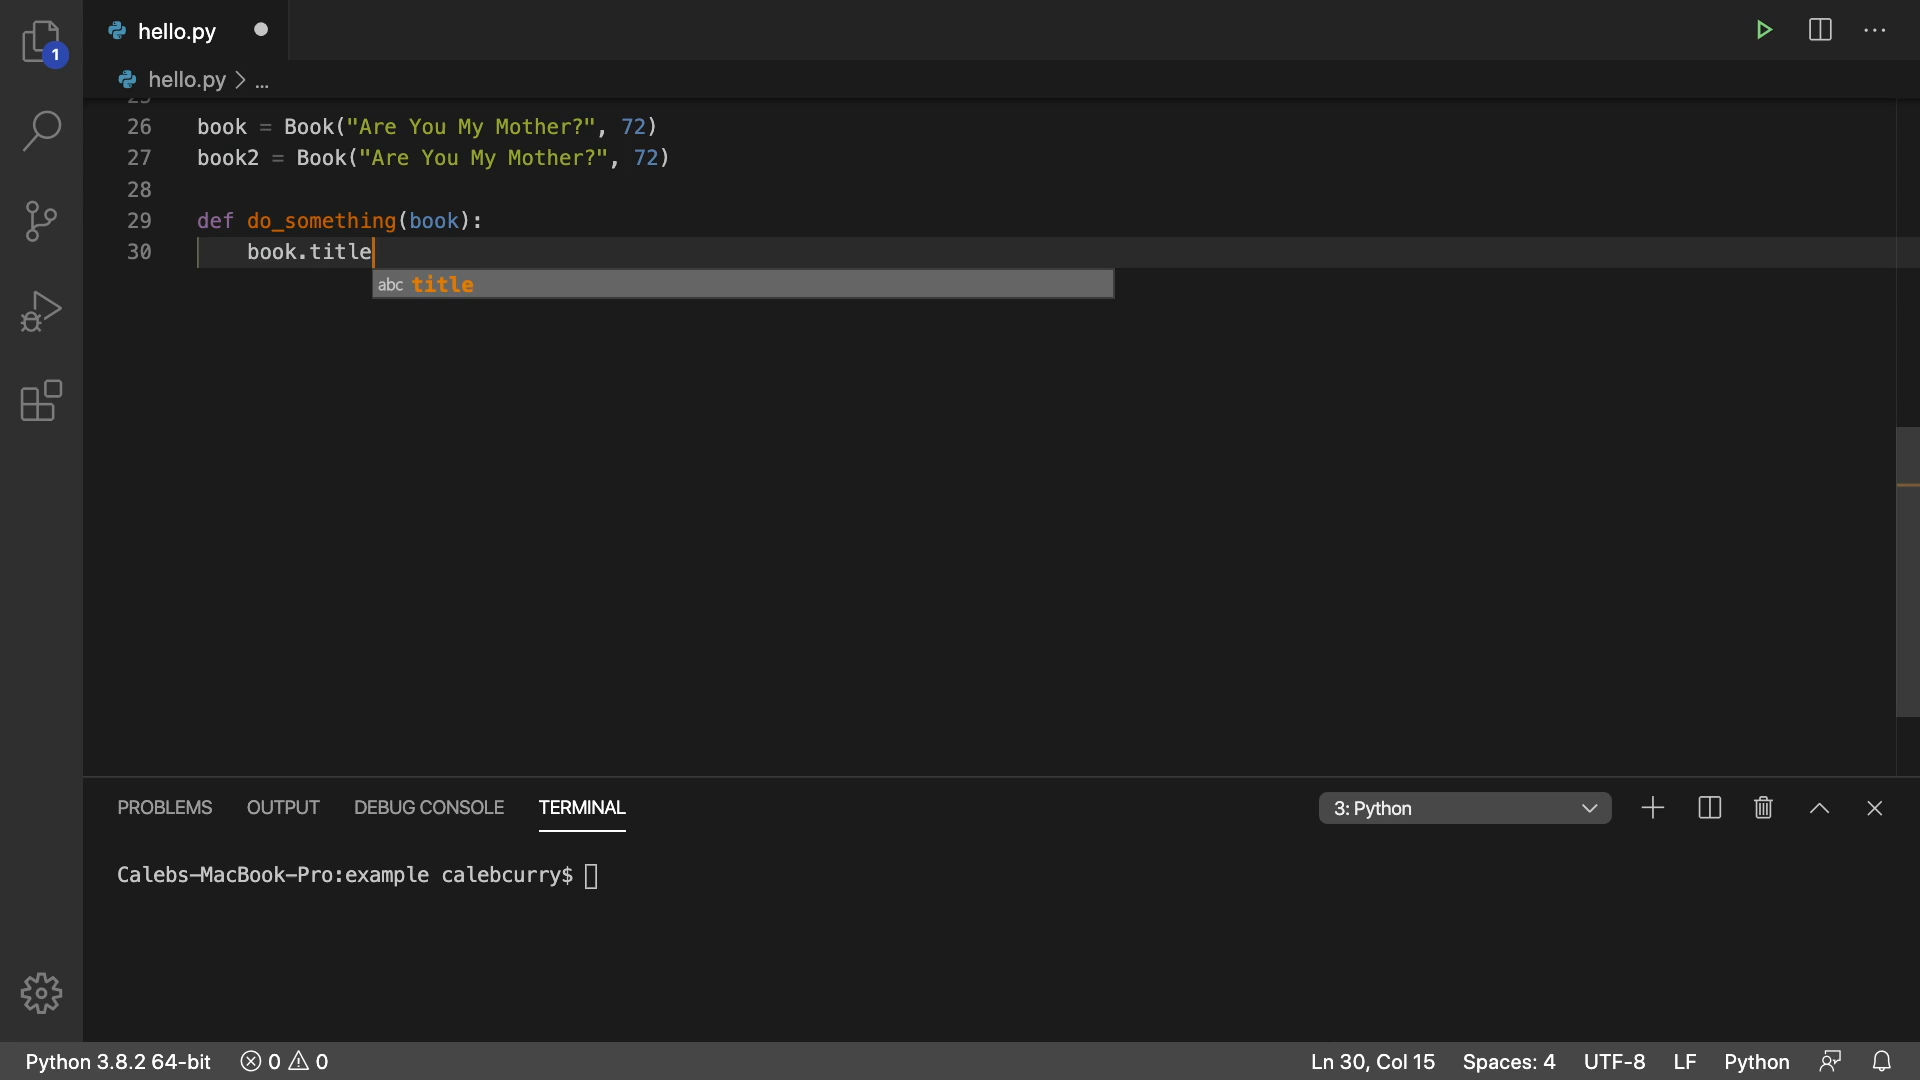 hello.py
1
hello.py > ...
26 book = Book("Are You My Mother?", 72)
27 book2 = Book("Are You My Mother?", 72)
28
29 def do_something(book):
30 book.title
abc title
PROBLEMS OUTPUT DEBUG CONSOLE TERMINAL 3: Python
Calebs-MacBook-Pro:example calebcurry$
Python 3.8.2 64-bit 0 0 Ln 30, Col 15 Spaces: 4 UTF-8 LF Python